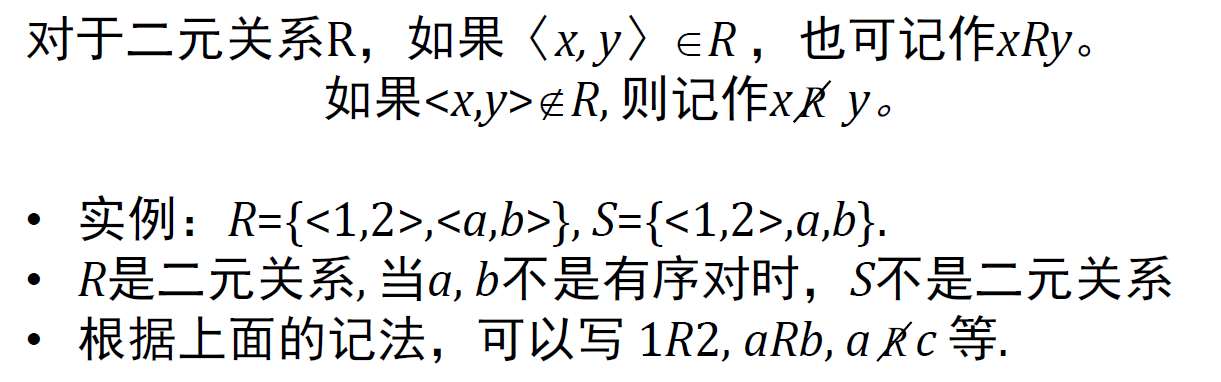 对于二元关系R，如果〈x, y〉∈R ，也可记作xRy。
如果<x,y>∉R, 则记作xR̸ y。
• 实例：R={<1,2>,<a,b>}, S={<1,2>,a,b}.
• R是二元关系, 当a, b不是有序对时，S不是二元关系
• 根据上面的记法，可以写 1R2, aRb, a R̸ c 等.